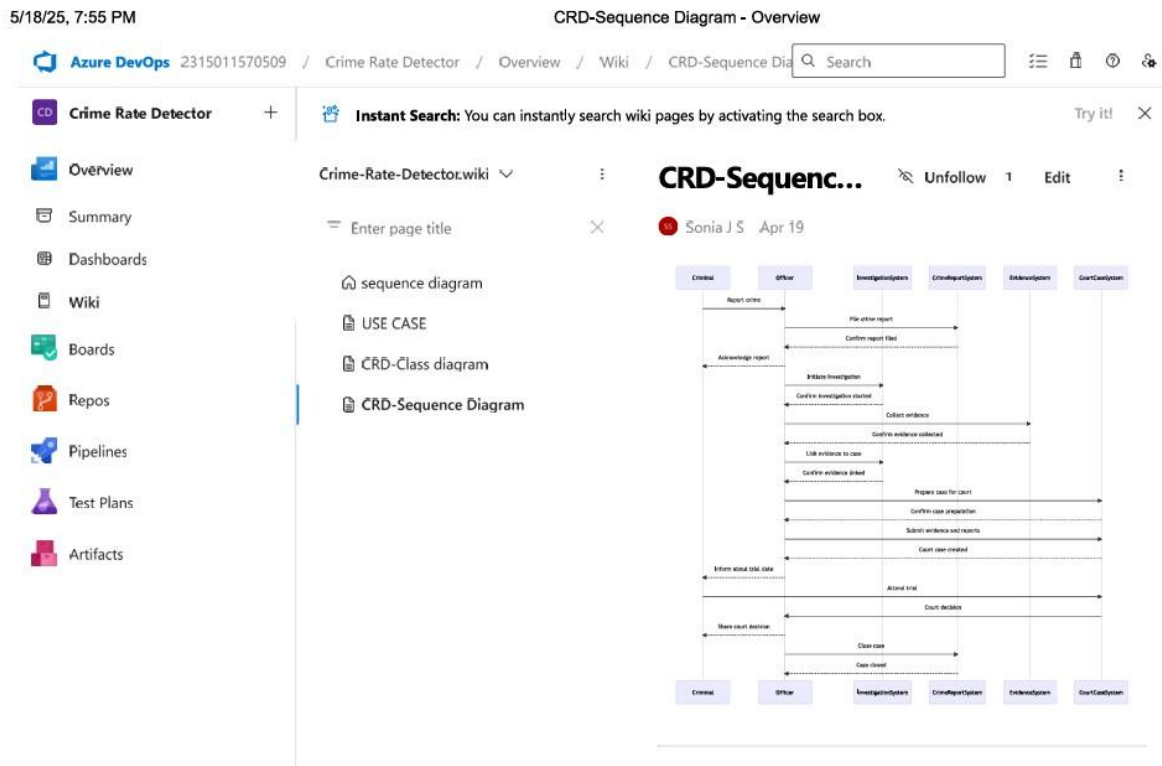 5/18/25, 7:55 PM
CRD-Sequence Diagram - Overview
Azure DevOps 2315011570509 / Crime Rate Detector / Overview / Wiki / CRD-Sequence Dia
Search
CD Crime Rate Detector +
Instant Search: You can instantly search wiki pages by activating the search box.
Try it!
Overview
Summary
Dashboards
Wiki
Boards
Repos
Pipelines
Test Plans
Artifacts
Crime-Rate-Detector.wiki
Enter page title
sequence diagram
USE CASE
CRD-Class diagram
CRD-Sequence Diagram
CRD-Sequenc...
Unfollow 1 Edit
SS Sonia J S Apr 19
Criminal Officer InvestigationSystem CrimeReportSystem EvidenceSystem CourtCaseSystem
Report crime
File crime report
Confirm report filed
Acknowledge report
Initiate investigation
Confirm investigation started
Collect evidence
Confirm evidence collected
Link evidence to case
Confirm evidence linked
Prepare case for court
Confirm case preparation
Submit evidence and reports
Court case created
Inform about trial date
Attend trial
Court decision
Share court decision
Close case
Case closed
Criminal Officer InvestigationSystem CrimeReportSystem EvidenceSystem CourtCaseSystem